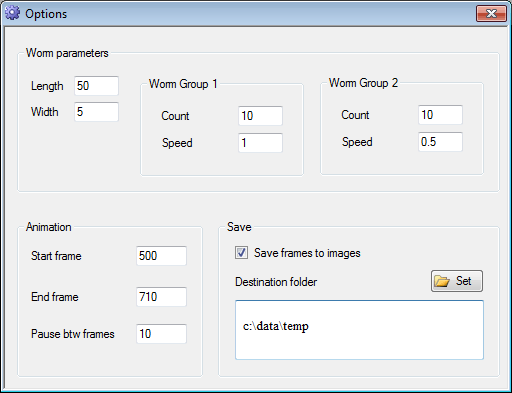 Options
Worm parameters
Length 50
Width 5
Worm Group 1
Count 10
Speed 1
Worm Group 2
Count 10
Speed 0.5
Animation
Start frame 500
End frame 710
Pause btw frames 10
Save
Save frames to images
Destination folder
Set
c:\data\temp